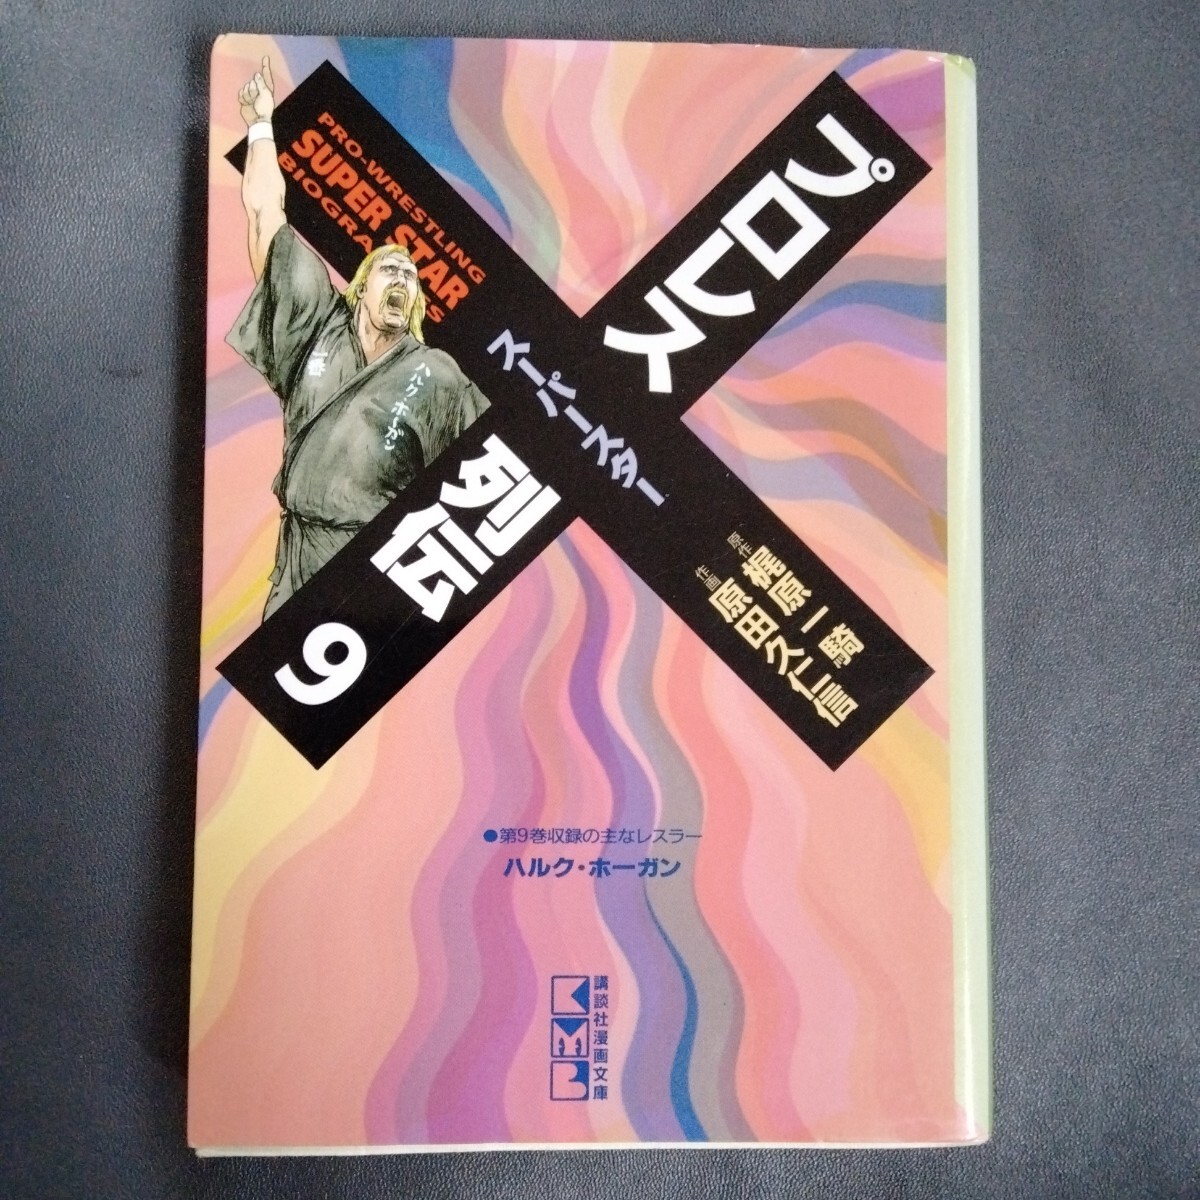 PRO-WRESTLING
SUPER STAR
プロレス
スーパースター
列伝
9
一番
ハルク・ホーガン
原作
梶原一騎
作画
原田久仁信
●第9巻収録の主なレスラー
ハルク・ホーガン
KMB
講談社漫画文庫